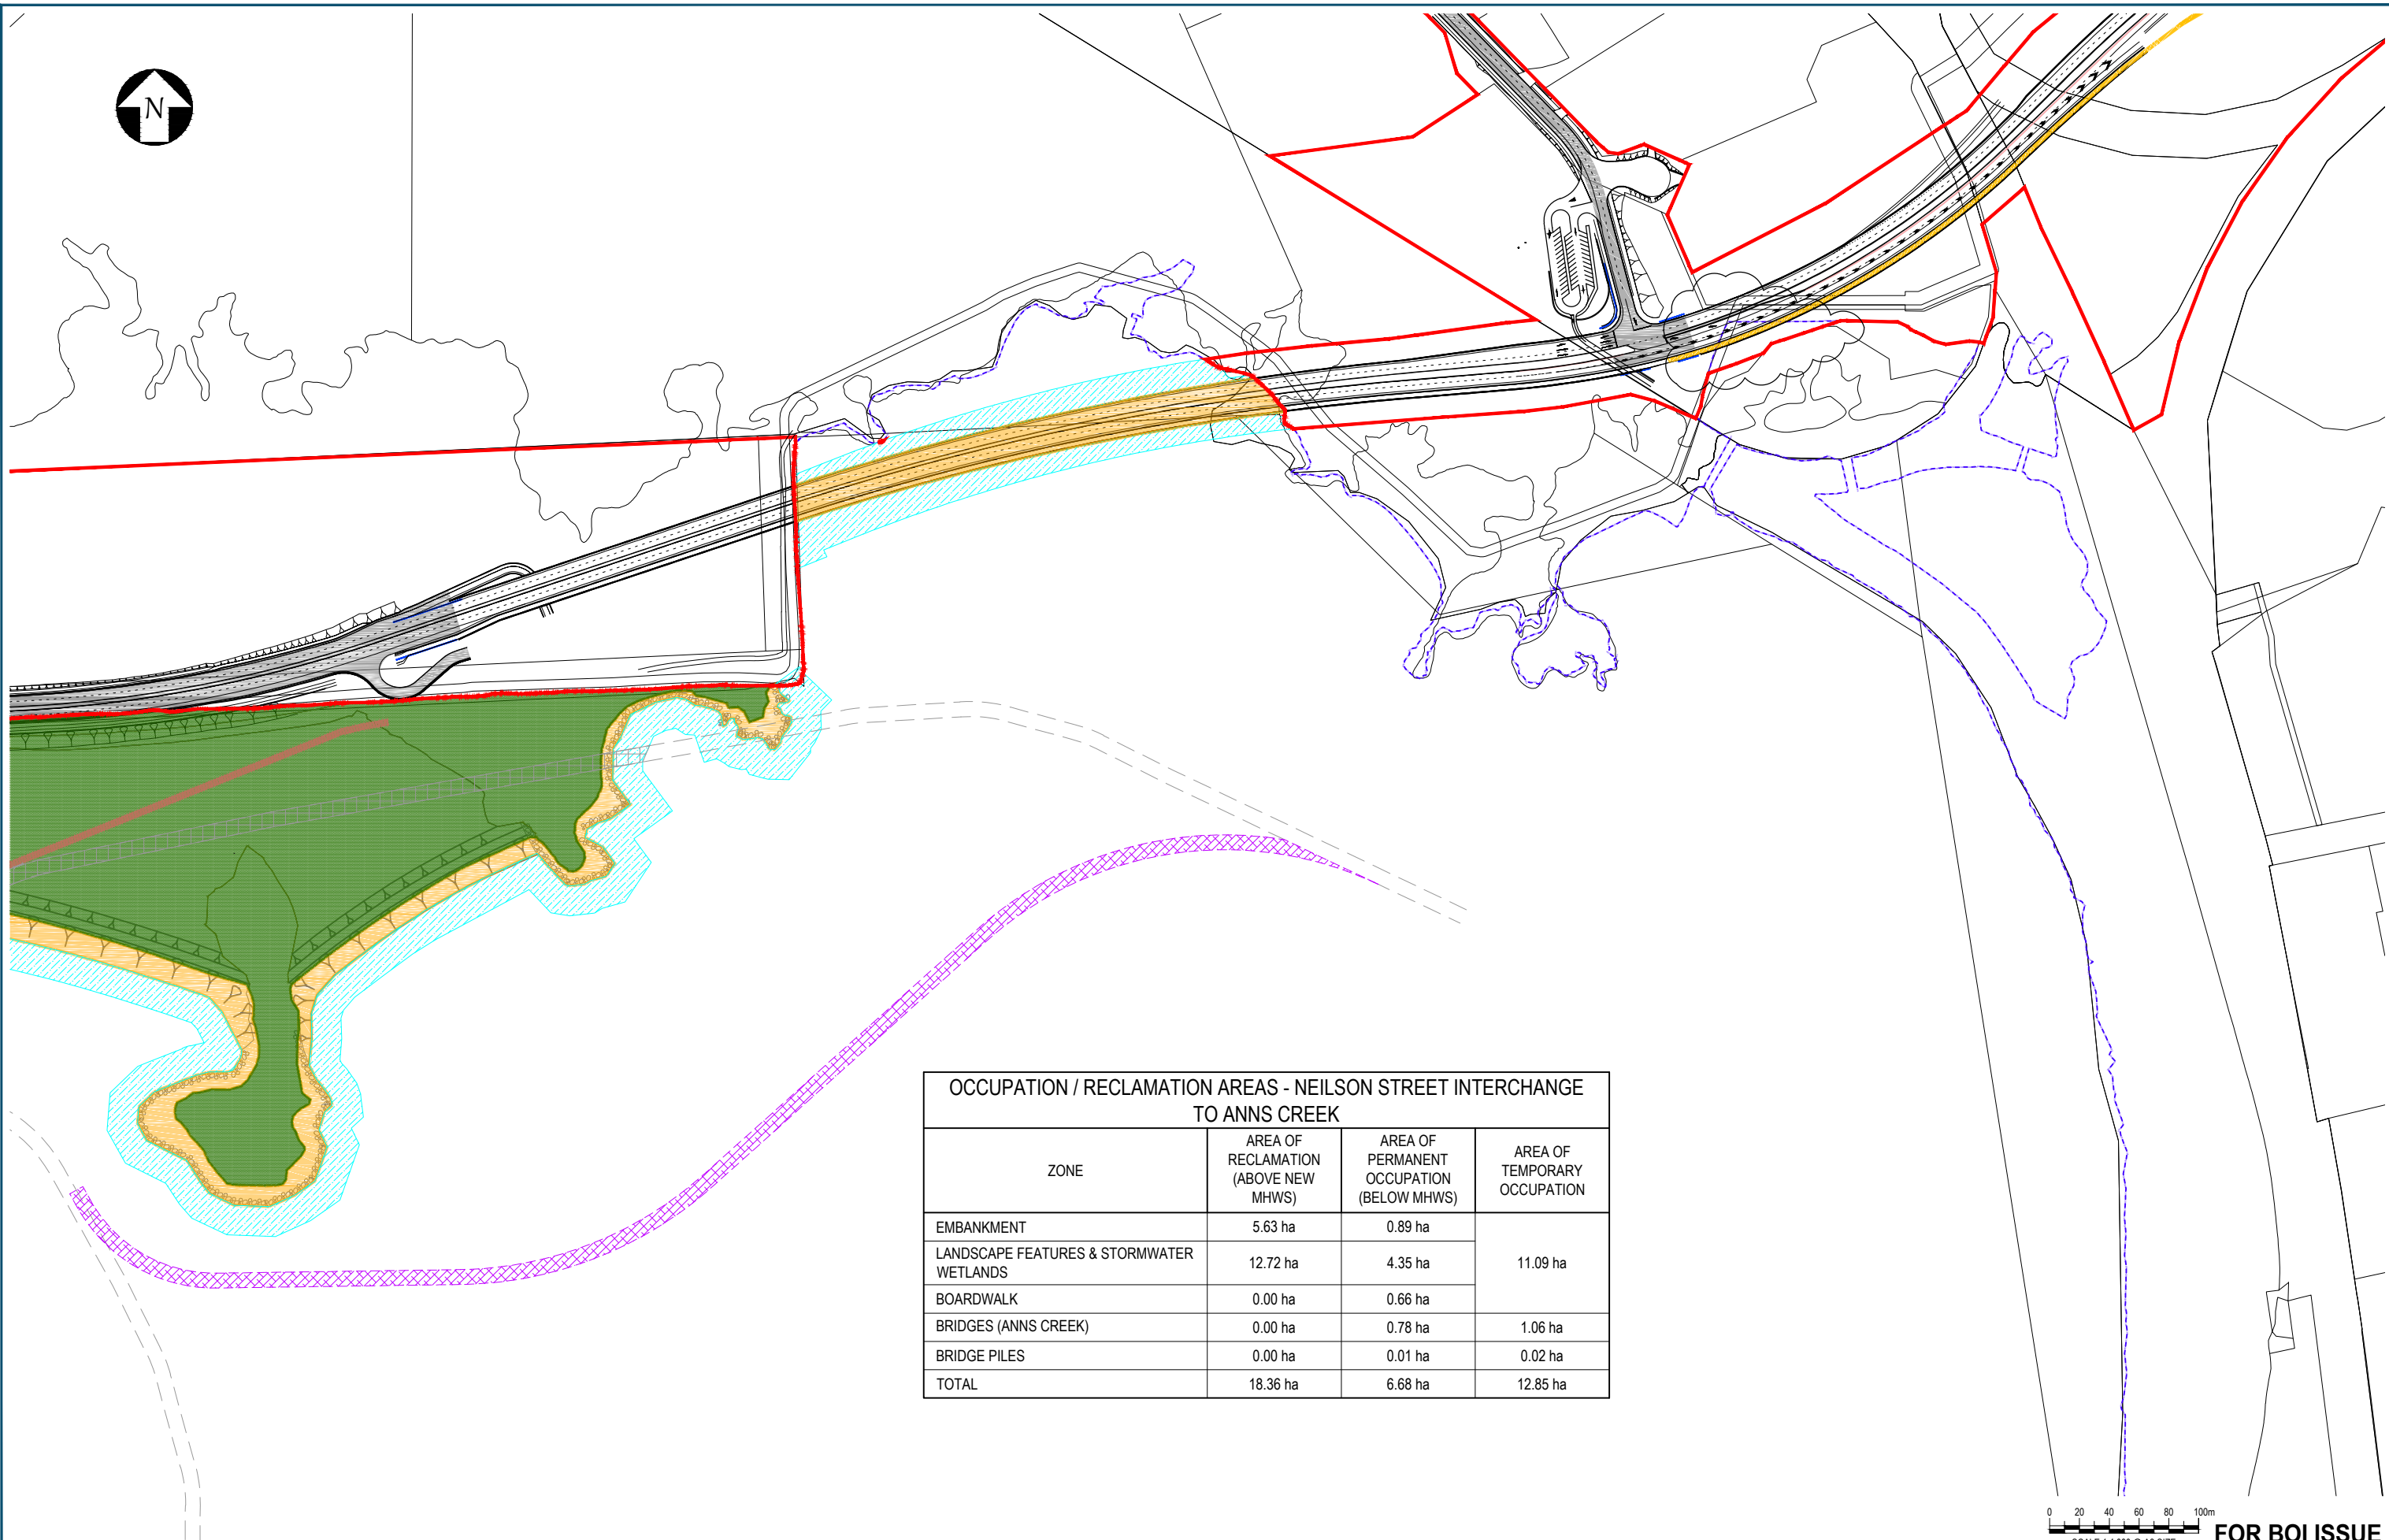 N
OCCUPATION / RECLAMATION AREAS - NEILSON STREET INTERCHANGE
TO ANNS CREEK
ZONE
AREA OF
RECLAMATION
(ABOVE NEW
MHWS)
AREA OF
PERMANENT
OCCUPATION
(BELOW MHWS)
AREA OF
TEMPORARY
OCCUPATION
EMBANKMENT 5.63 ha 0.89 ha
LANDSCAPE FEATURES & STORMWATER
WETLANDS 12.72 ha 4.35 ha 11.09 ha
BOARDWALK 0.00 ha 0.66 ha
BRIDGES (ANNS CREEK) 0.00 ha 0.78 ha 1.06 ha
BRIDGE PILES 0.00 ha 0.01 ha 0.02 ha
TOTAL 18.36 ha 6.68 ha 12.85 ha
0 20 40 60 80 100m
FOR BOI ISSUE